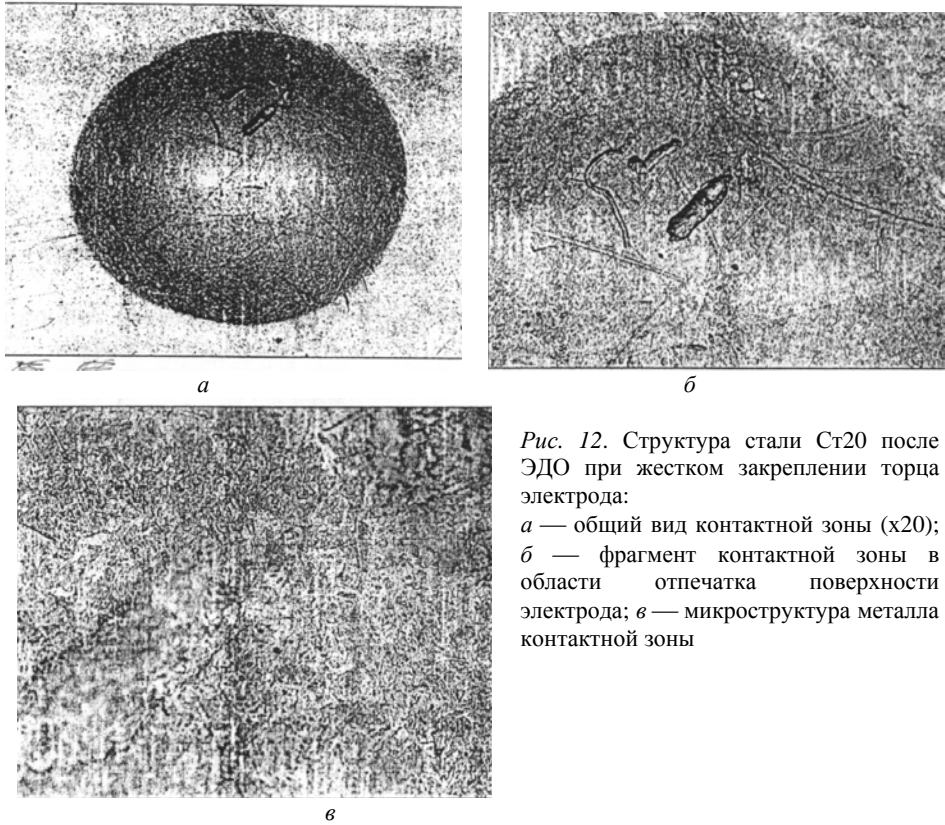 а
б
Рис. 12. Структура стали Ст20 после
ЭДО при жестком закреплении торца
электрода:
а — общий вид контактной зоны (х20);
б — фрагмент контактной зоны в
области отпечатка поверхности
электрода; в — микроструктура металла
контактной зоны
в